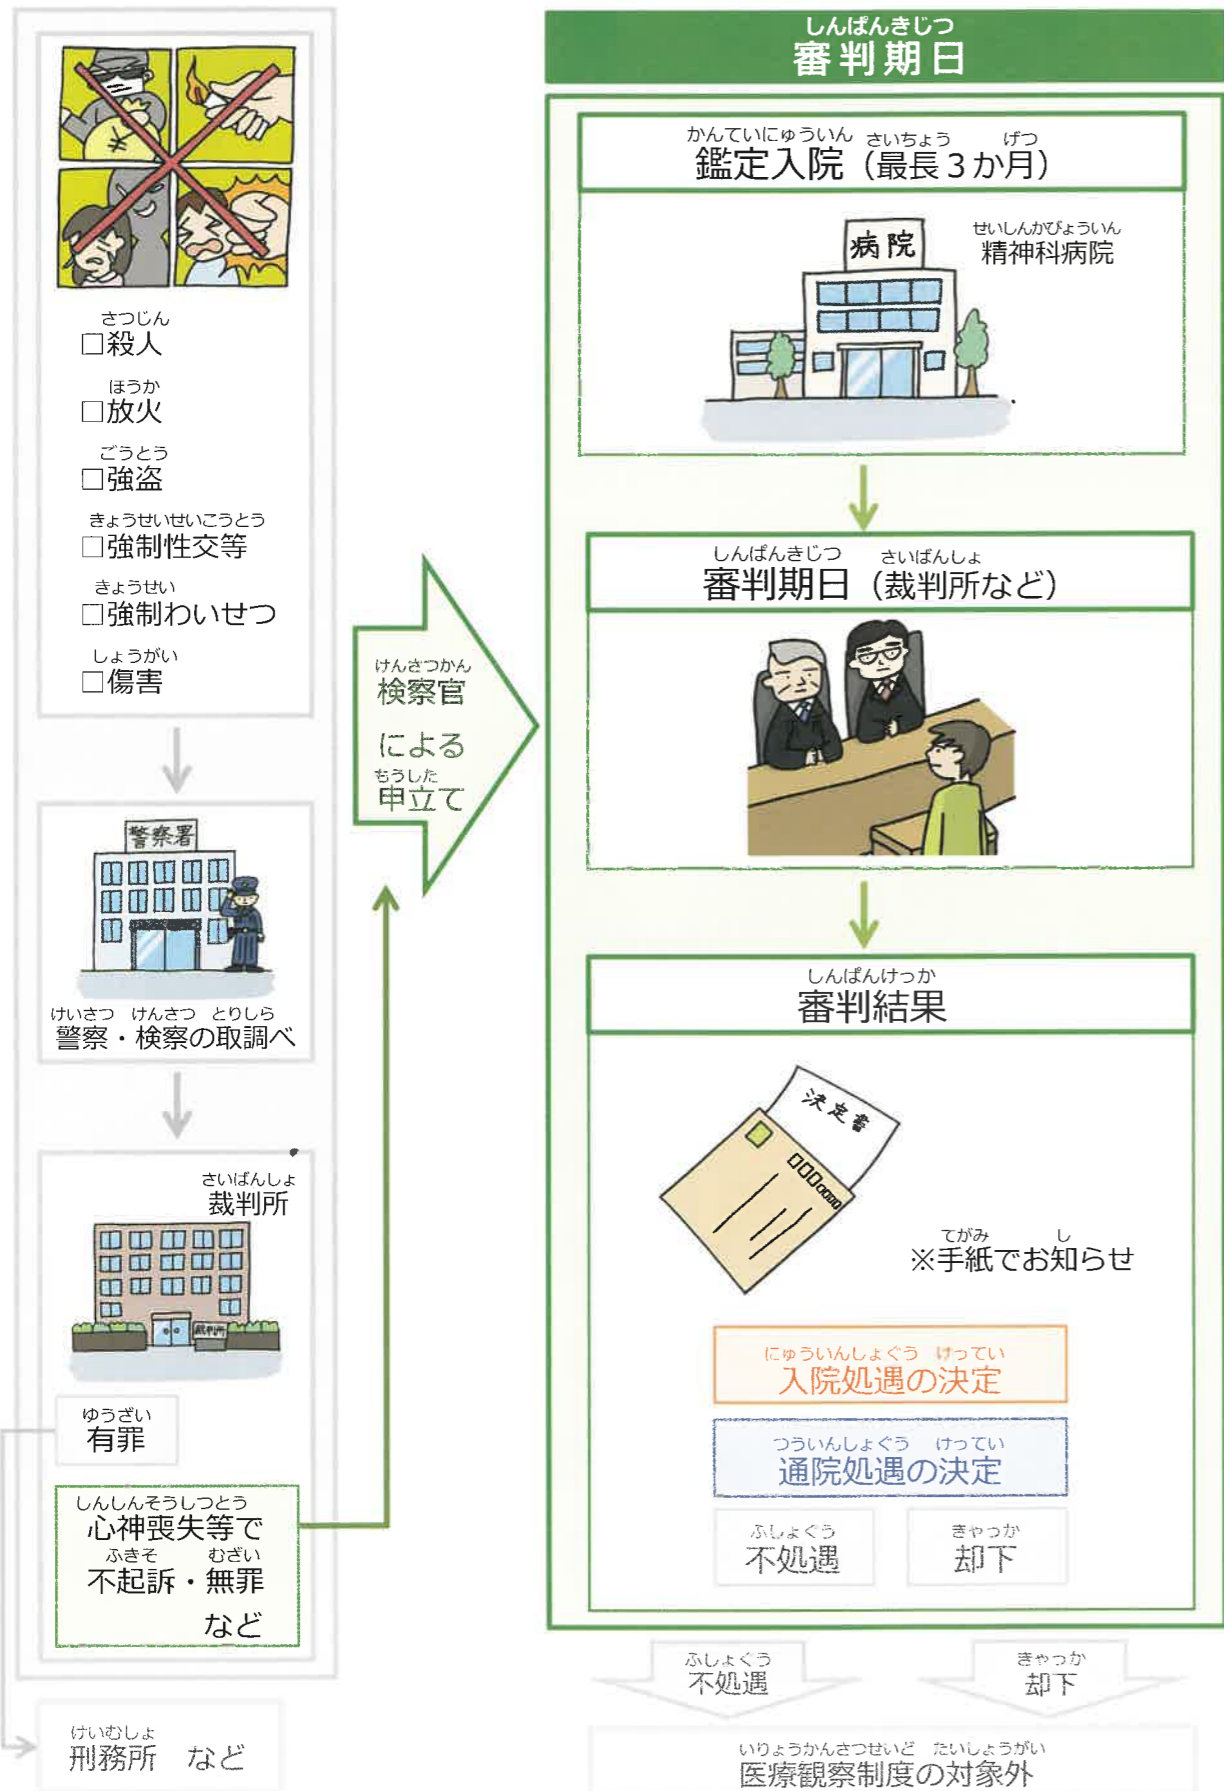 さつじん
□殺人
ほうか
□放火
ごうとう
□強盗
きょうせいせいこうとう
□強制性交等
きょうせい
□強制わいせつ
しょうがい
□傷害
¥
警察署
けいさつ けんさつ とりしら
警察・検察の取調べ
さいばんしょ
裁判所
裁判所
ゆうざい
有罪
しんしんそうしつとう
心神喪失等で
ふきそ むざい
不起訴・無罪
など
けいむしょ
刑務所 など
けんさつかん
検察官
による
もうした
申立て
しんぱんきじつ
審判期日
かんていにゅういん さいちょう げつ
鑑定入院（最長３か月）
病院
せいしんかびょういん
精神科病院
しんぱんきじつ さいばんしょ
審判期日（裁判所など）
しんぱんけっか
審判結果
決定書
てがみ し
※手紙でお知らせ
にゅういんしょぐう けってい
入院処遇の決定
つういんしょぐう けってい
通院処遇の決定
ふしょぐう きゃっか
不処遇 却下
ふしょぐう きゃっか
不処遇 却下
いりょうかんさつせいど たいしょうがい
医療観察制度の対象外